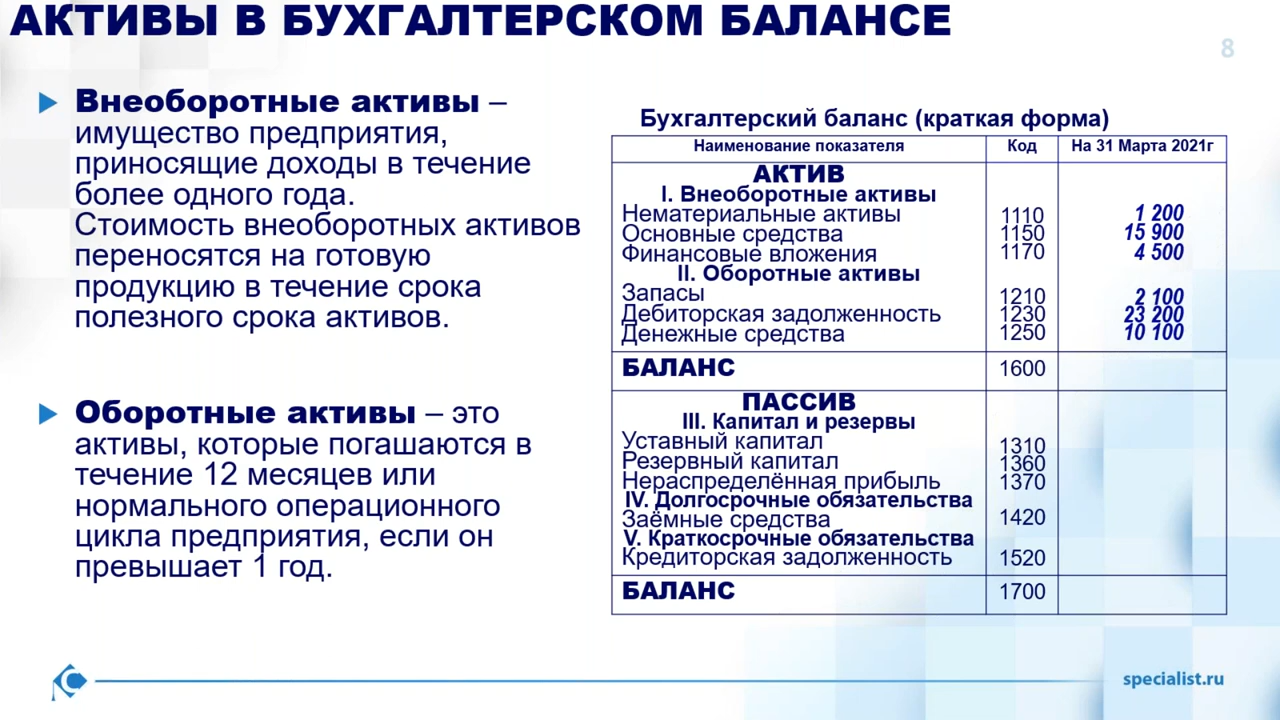 АКТИВЫ В БУХГАЛТЕРСКОМ БАЛАНСЕ
8
Внеоборотные активы –
имущество предприятия,
приносящие доходы в течение
более одного года.
Стоимость внеоборотных активов
переносятся на готовую
продукцию в течение срока
полезного срока активов.
Оборотные активы – это
активы, которые погашаются в
течение 12 месяцев или
нормального операционного
цикла предприятия, если он
превышает 1 год.
Бухгалтерский баланс (краткая форма)
Наименование показателя Код На 31 Марта 2021г
АКТИВ
I. Внеоборотные активы
Нематериальные активы 1110 1 200
Основные средства 1150 15 900
Финансовые вложения 1170 4 500
II. Оборотные активы
Запасы 1210 2 100
Дебиторская задолженность 1230 23 200
Денежные средства 1250 10 100
БАЛАНС 1600
ПАССИВ
III. Капитал и резервы
Уставный капитал 1310
Резервный капитал 1360
Нераспределённая прибыль 1370
IV. Долгосрочные обязательства
Заёмные средства 1420
V. Краткосрочные обязательства
Кредиторская задолженность 1520
БАЛАНС 1700
specialist.ru